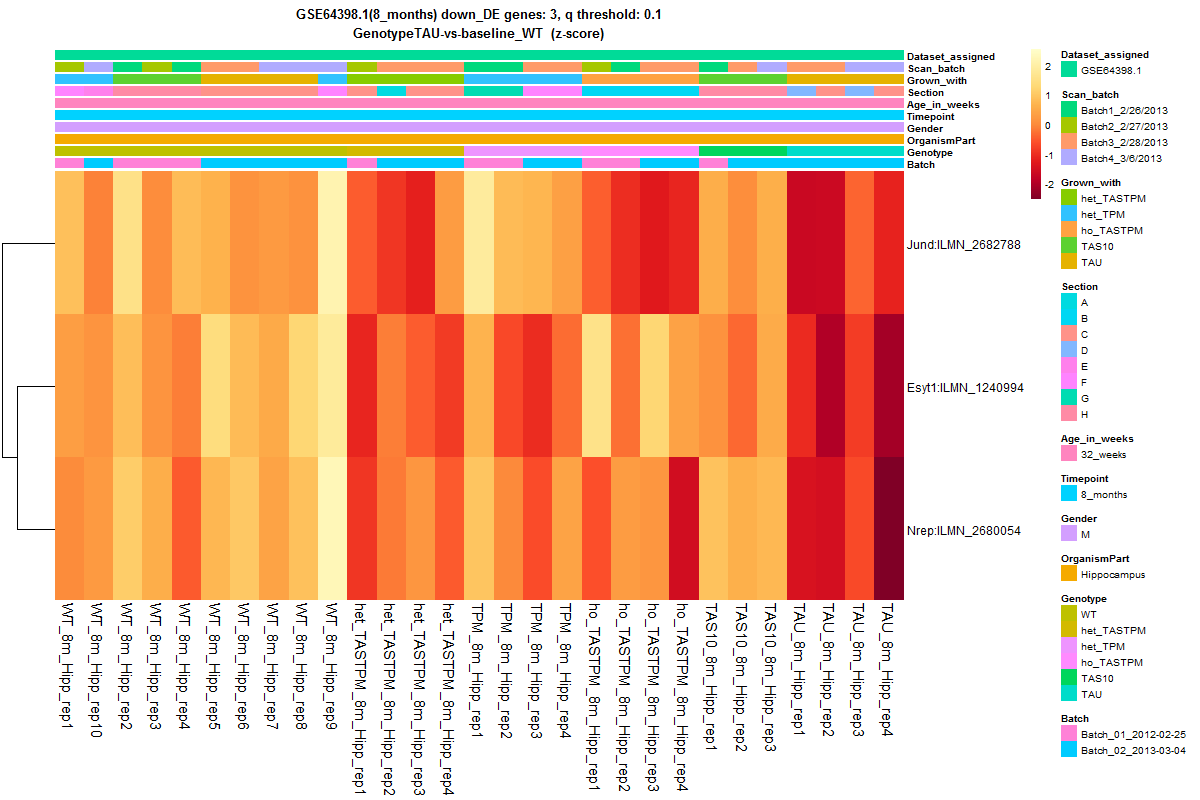 GSE64398.1(8_months) down_DE genes: 3, q threshold: 0.1
GenotypeTAU-vs-baseline_WT (z-score)
Dataset_assigned
Scan_batch
Grown_with
Section
Age_in_weeks
Timepoint
Gender
OrganismPart
Genotype
Batch
Jund:ILMN_2682788
Esyt1:ILMN_1240994
Nrep:ILMN_2680054
WT_8m_Hipp_rep1
WT_8m_Hipp_rep10
WT_8m_Hipp_rep2
WT_8m_Hipp_rep3
WT_8m_Hipp_rep4
WT_8m_Hipp_rep5
WT_8m_Hipp_rep6
WT_8m_Hipp_rep7
WT_8m_Hipp_rep8
WT_8m_Hipp_rep9
het_TASTPM_8m_Hipp_rep1
het_TASTPM_8m_Hipp_rep2
het_TASTPM_8m_Hipp_rep3
het_TASTPM_8m_Hipp_rep4
TPM_8m_Hipp_rep1
TPM_8m_Hipp_rep2
TPM_8m_Hipp_rep3
TPM_8m_Hipp_rep4
ho_TASTPM_8m_Hipp_rep1
ho_TASTPM_8m_Hipp_rep2
ho_TASTPM_8m_Hipp_rep3
ho_TASTPM_8m_Hipp_rep4
TAS10_8m_Hipp_rep1
TAS10_8m_Hipp_rep2
TAS10_8m_Hipp_rep3
TAU_8m_Hipp_rep1
TAU_8m_Hipp_rep2
TAU_8m_Hipp_rep3
TAU_8m_Hipp_rep4
2
1
0
-1
-2
Dataset_assigned
GSE64398.1
Scan_batch
Batch1_2/26/2013
Batch2_2/27/2013
Batch3_2/28/2013
Batch4_3/6/2013
Grown_with
het_TASTPM
het_TPM
ho_TASTPM
TAS10
TAU
Section
A
B
C
D
E
F
G
H
Age_in_weeks
32_weeks
Timepoint
8_months
Gender
M
OrganismPart
Hippocampus
Genotype
WT
het_TASTPM
het_TPM
ho_TASTPM
TAS10
TAU
Batch
Batch_01_2012-02-25
Batch_02_2013-03-04